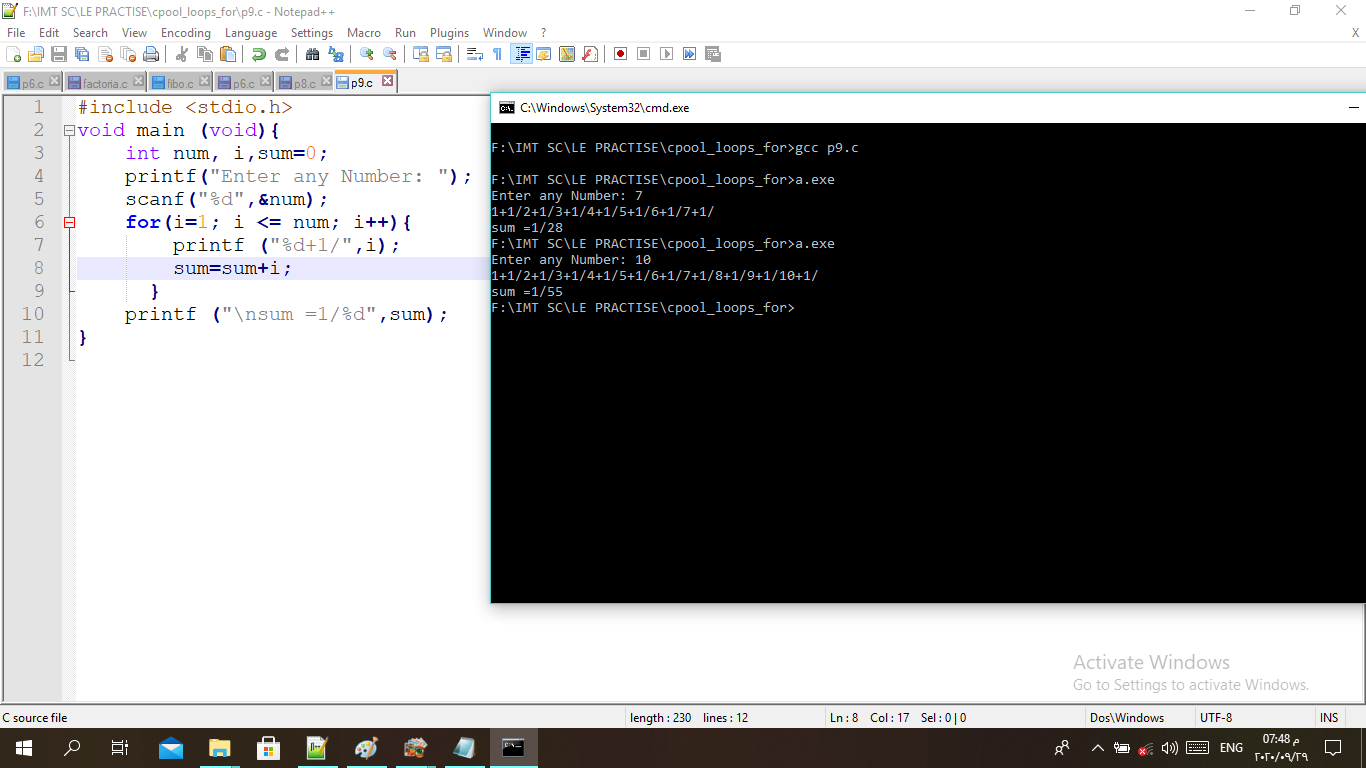 F:\IMT SC\LE PRACTISE\cpool_loops_for\p9.c - Notepad++
File Edit Search View Encoding Language Settings Macro Run Plugins Window ? X
p6.c factoria.c fibo.c p6.c p8.c p9.c
1 #include <stdio.h>
2 void main (void){
3 int num, i,sum=0;
4 printf("Enter any Number: ");
5 scanf("%d",&num);
6 for(i=1; i <= num; i++){
7 printf ("%d+1/",i);
8 sum=sum+i;
9 }
10 printf ("\nsum =1/%d",sum);
11 }
12
C:\Windows\System32\cmd.exe
F:\IMT SC\LE PRACTISE\cpool_loops_for>gcc p9.c
F:\IMT SC\LE PRACTISE\cpool_loops_for>a.exe
Enter any Number: 7
1+1/2+1/3+1/4+1/5+1/6+1/7+1/
sum =1/28
F:\IMT SC\LE PRACTISE\cpool_loops_for>a.exe
Enter any Number: 10
1+1/2+1/3+1/4+1/5+1/6+1/7+1/8+1/9+1/10+1/
sum =1/55
F:\IMT SC\LE PRACTISE\cpool_loops_for>
Activate Windows
Go to Settings to activate Windows.
C source file length : 230 lines : 12 Ln : 8 Col : 17 Sel : 0 | 0 Dos\Windows UTF-8 INS
ENG 07:48 م
٢٠٢٠/٠٩/٢٩